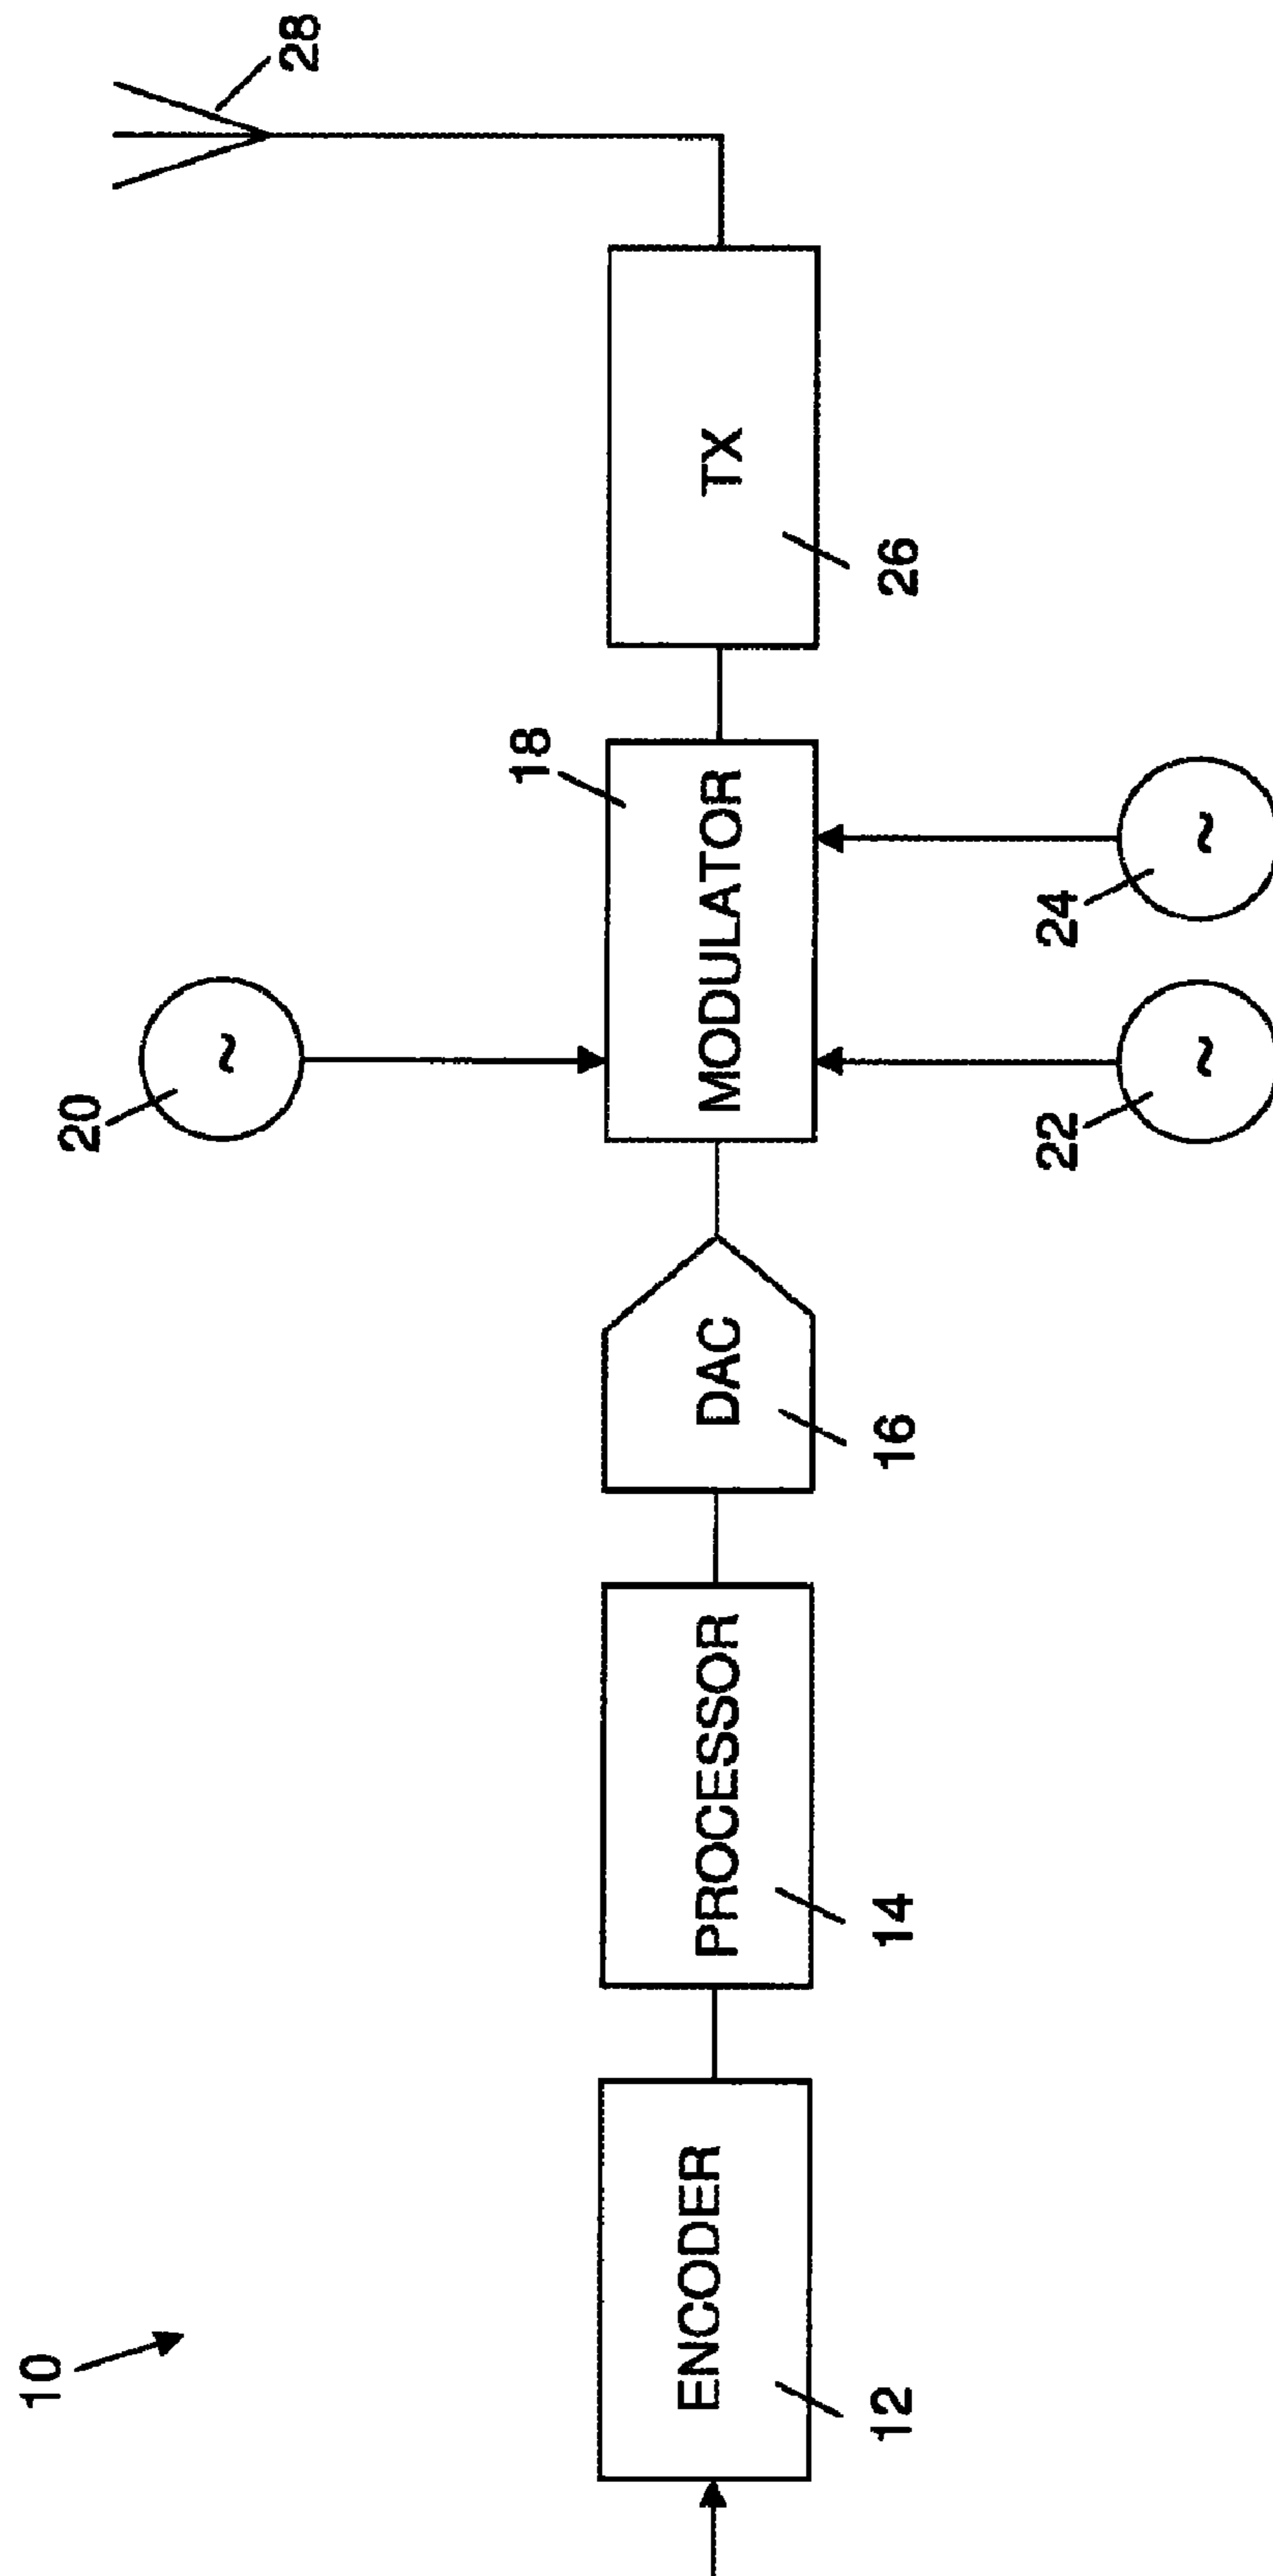 10
20
28
18
ENCODER
PROCESSOR
DAC
MODULATOR
TX
12
14
16
26
22
24
~
~
~